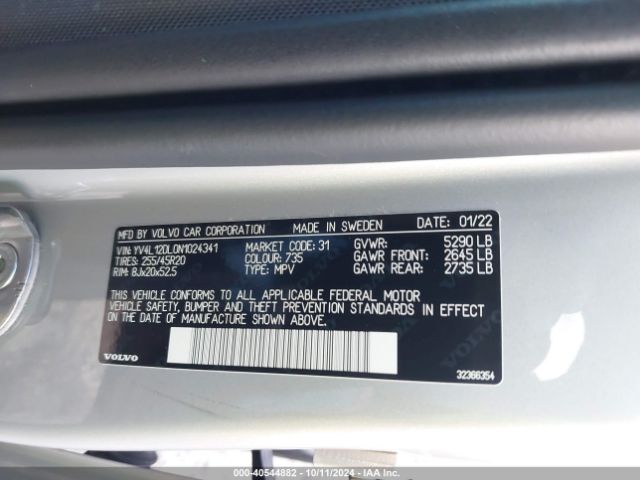 MFD BY VOLVO CAR CORPORATION MADE IN SWEDEN DATE: 01/22
VIN: YV4L12DL0N1024341 MARKET CODE: 31 GVWR: 5290 LB
TIRES: 255/45R20 COLOUR: 735 GAWR FRONT: 2645 LB
RIM: 8Jx20x52.5 TYPE: MPV GAWR REAR: 2735 LB
THIS VEHICLE CONFORMS TO ALL APPLICABLE FEDERAL MOTOR
VEHICLE SAFETY, BUMPER AND THEFT PREVENTION STANDARDS IN EFFECT
ON THE DATE OF MANUFACTURE SHOWN ABOVE.
VOLVO
32366354
000-40544882 / 10/11/2024 / IAA Inc.